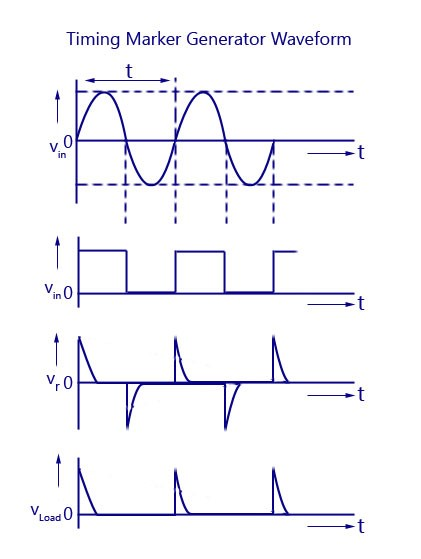 Timing Marker Generator Waveform
t
0
v_in
t
v_in 0
t
v_r 0
t
v_Load 0
t